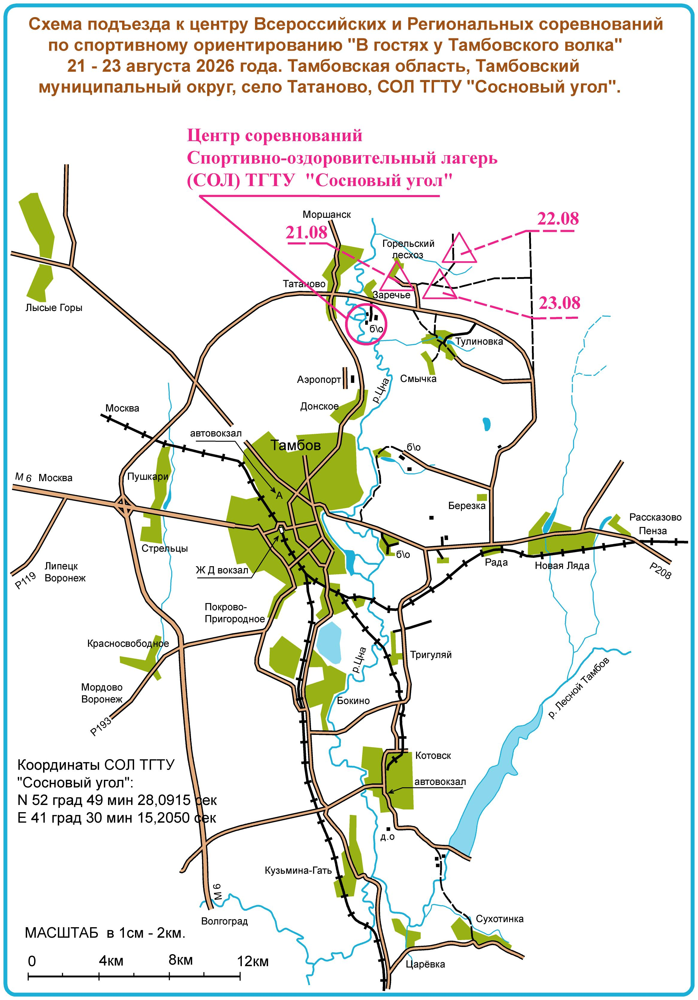 Схема подъезда к центру Всероссийских и Региональных соревнований
по спортивному ориентированию "В гостях у Тамбовского волка"
21 - 23 августа 2026 года. Тамбовская область, Тамбовский
муниципальный округ, село Татаново, СОЛ ТГТУ "Сосновый угол".
Центр соревнований
Спортивно-оздоровительный лагерь
(СОЛ) ТГТУ "Сосновый угол"
Моршанск
22.08
21.08
Горельский
лесхоз
Татаново
Заречье
23.08
Лысые Горы
б\о
Тулиновка
Аэропорт
Смычка
р.Цна
Донское
Москва
автовокзал
Тамбов
б\о
М 6 Москва
Пушкари
А
Березка
Рассказово
Пенза
Стрельцы
б\о
Рада
Новая Ляда
Р208
Липецк
Воронеж
Р119
Ж Д вокзал
Покрово-
Пригородное
Красносвободное
р.Цна
Тригуляй
Мордово
Воронеж
Р193
Бокино
р. Лесной Тамбов
Котовск
автовокзал
Координаты СОЛ ТГТУ
"Сосновый угол":
N 52 град 49 мин 28,0915 сек
E 41 град 30 мин 15,2050 сек
д.о
Кузьмина-Гать
М 6
Волгоград
Сухотинка
Царёвка
МАСШТАБ в 1см - 2км.
0 4км 8км 12км